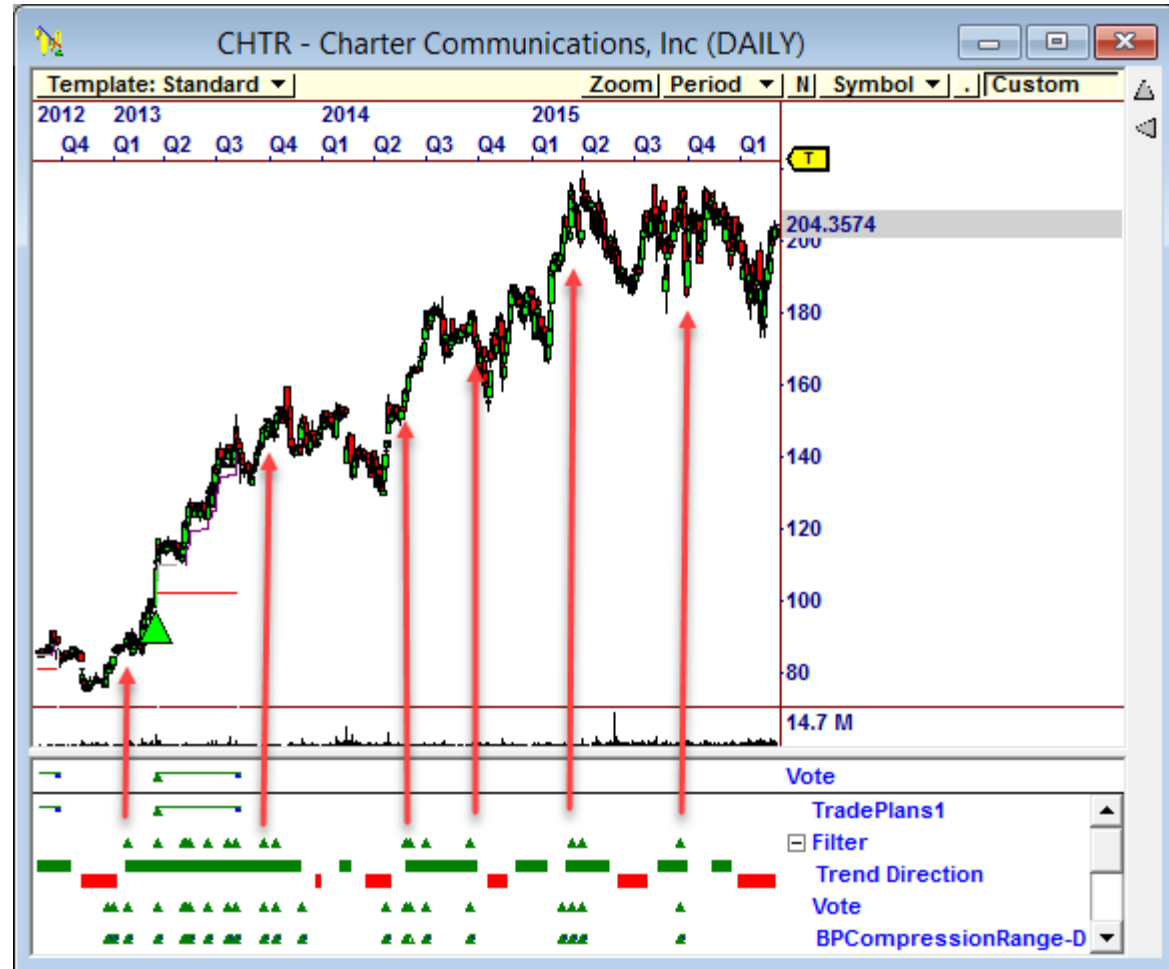 CHTR - Charter Communications, Inc (DAILY)
Template: Standard Zoom Period N Symbol . Custom
2012 2013 2014 2015
Q4 Q1 Q2 Q3 Q4 Q1 Q2 Q3 Q4 Q1 Q2 Q3 Q4 Q1
T
204.3574
200
180
160
140
120
100
80
14.7 M
Vote
TradePlans1
Filter
Trend Direction
Vote
BPCompressionRange-D